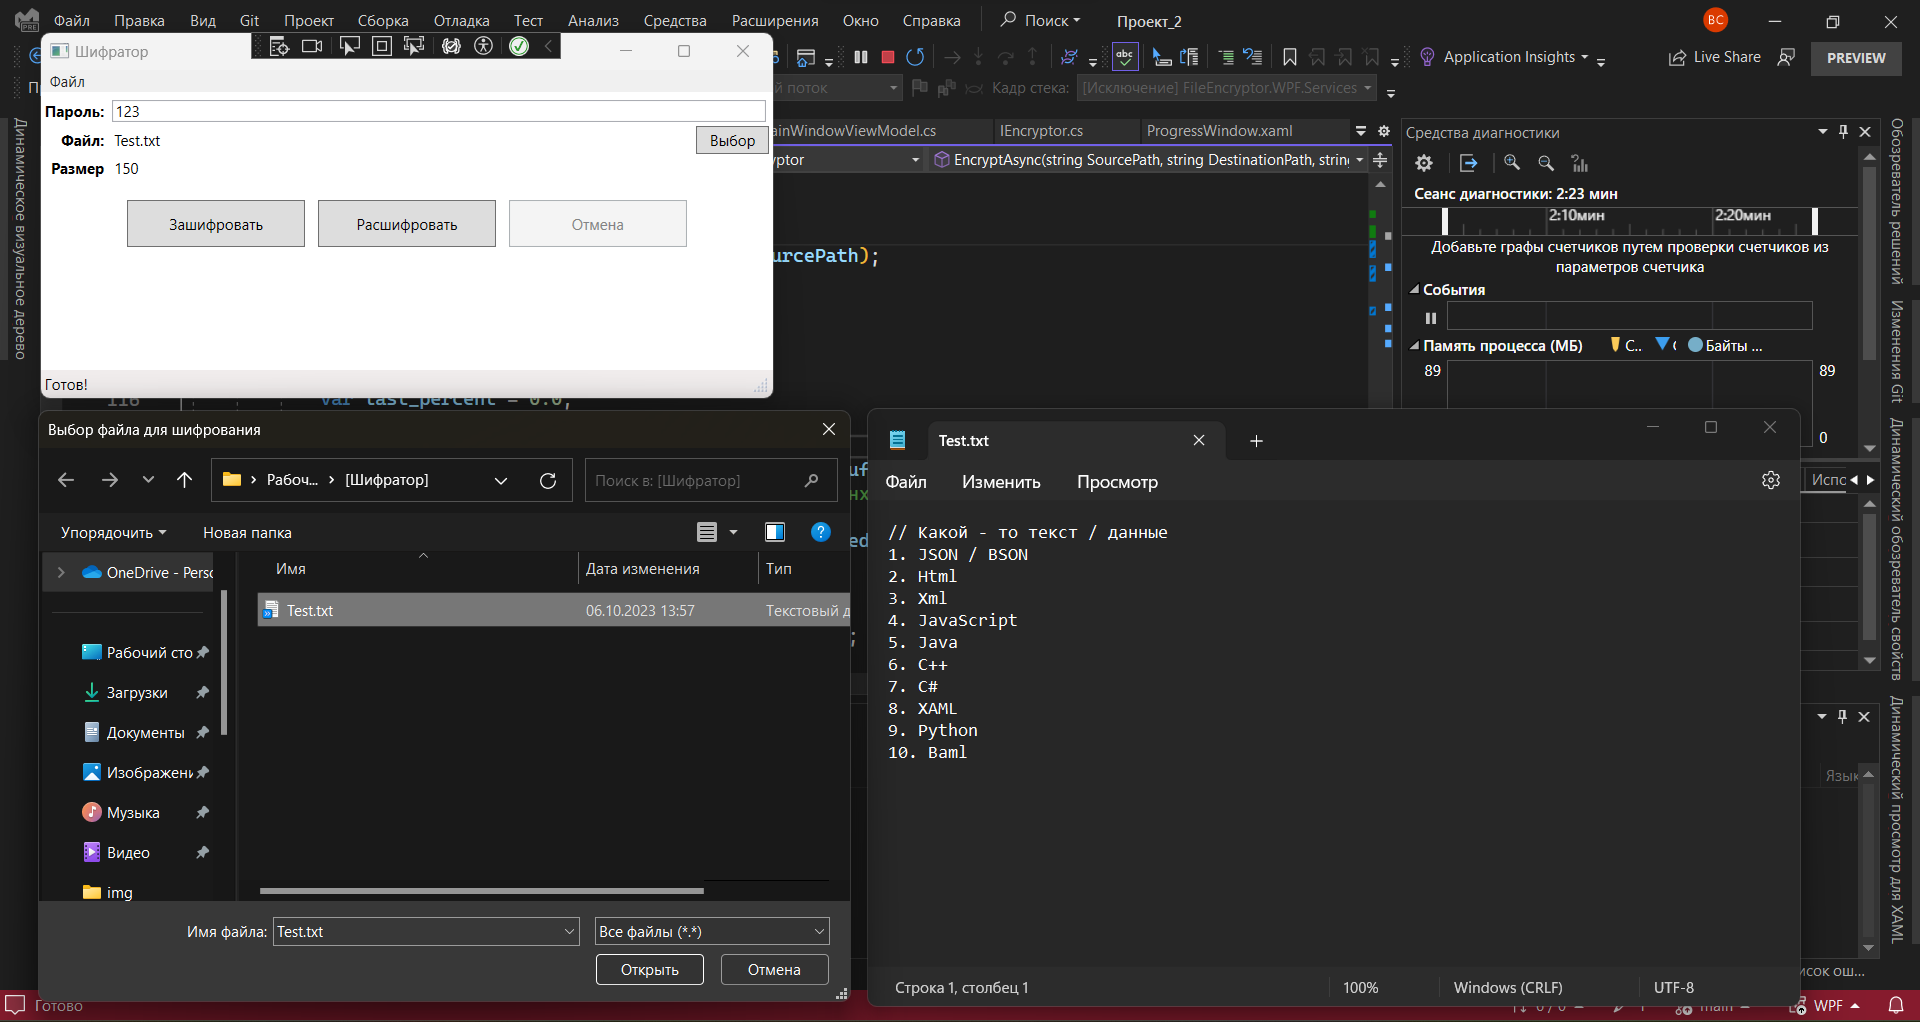 Файл Правка Вид Git Проект Сборка Отладка Тест Анализ Средства Расширения Окно Справка Поиск Проект_2 ВС
Шифратор
Application Insights Live Share PREVIEW
Файл
поток Кадр стека: [Исключение] FileEncryptor.WPF.Services
Пароль: 123
Файл: Test.txt Выбор
Размер 150
Зашифровать Расшифровать Отмена
Готов!
ainWindowViewModel.cs IEncryptor.cs ProgressWindow.xaml
ptor EncryptAsync(string SourcePath, string DestinationPath, string
urcePath);
116 var last_percent = 0.0;
Динамическое визуальное дерево
Средства диагностики
Сеанс диагностики: 2:23 мин
2:10мин 2:20мин
Добавьте графы счетчиков путем проверки счетчиков из
параметров счетчика
События
Память процесса (МБ) С.. Байты ...
89 89
0
Обозреватель решений
Изменения Git
Динамический обозреватель свойств
Динамический просмотр для XAML
Выбор файла для шифрования
Рабоч... [Шифратор] Поиск в: [Шифратор]
Упорядочить Новая папка
OneDrive - Persc
Имя Дата изменения Тип
Test.txt 06.10.2023 13:57 Текстовый д
Рабочий сто
Загрузки
Документы
Изображени
Музыка
Видео
img
Имя файла: Test.txt Все файлы (*.*)
Открыть Отмена
Test.txt
Файл Изменить Просмотр
// Какой - то текст / данные
1. JSON / BSON
2. Html
3. Xml
4. JavaScript
5. Java
6. C++
7. C#
8. XAML
9. Python
10. Baml
Строка 1, столбец 1 100% Windows (CRLF) UTF-8
Испо
Язык
исок ош...
Готово 0 / 0 main WPF